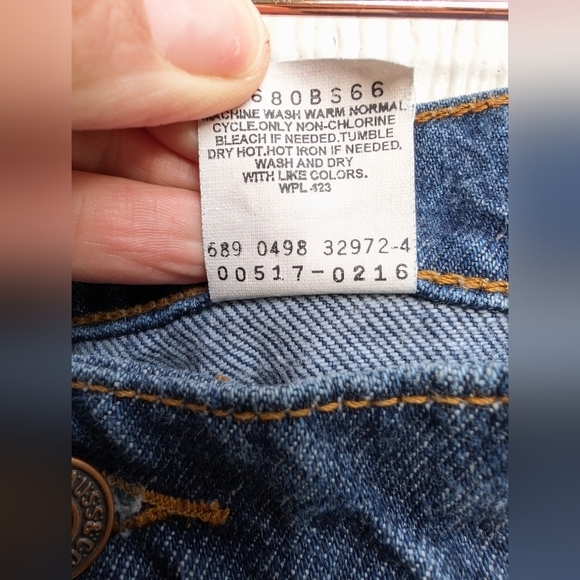 680BS66
MACHINE WASH WARM NORMAL
CYCLE.ONLY NON-CHLORINE
BLEACH IF NEEDED.TUMBLE
DRY HOT.HOT IRON IF NEEDED.
WASH AND DRY
WITH LIKE COLORS.
WPL 423
689 0498 32972-4
00517-0216